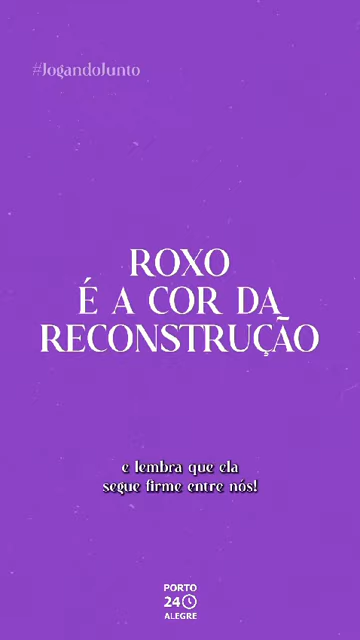 #JogandoJunto
ROXO
É A COR DA
RECONSTRUÇÃO
e lembra que ela
segue firme entre nós!
PORTO
24
ALEGRE